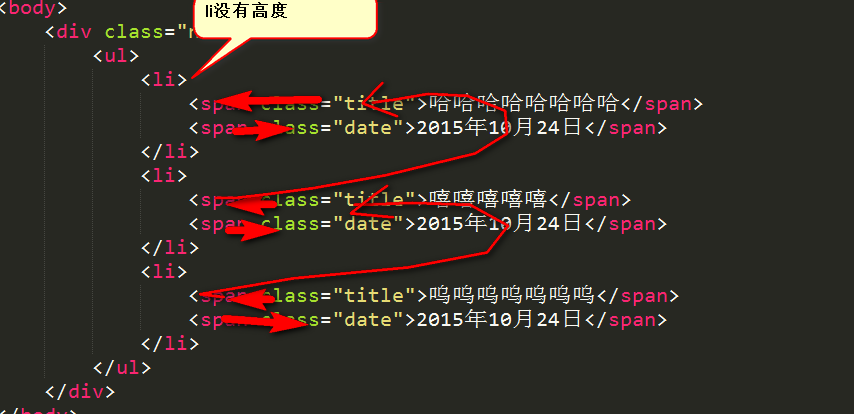 <body>
li没有高度
<div class="
<ul>
<li>
<span class="title">哈哈哈哈哈哈哈哈</span>
<span class="date">2015年10月24日</span>
</li>
<li>
<span class="title">嘻嘻嘻嘻嘻</span>
<span class="date">2015年10月24日</span>
</li>
<li>
<span class="title">呜呜呜呜呜呜呜</span>
<span class="date">2015年10月24日</span>
</li>
</ul>
</div>
</body>